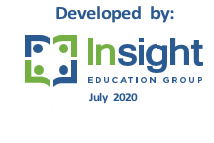 Developed by:
Insight
EDUCATION GROUP
July 2020